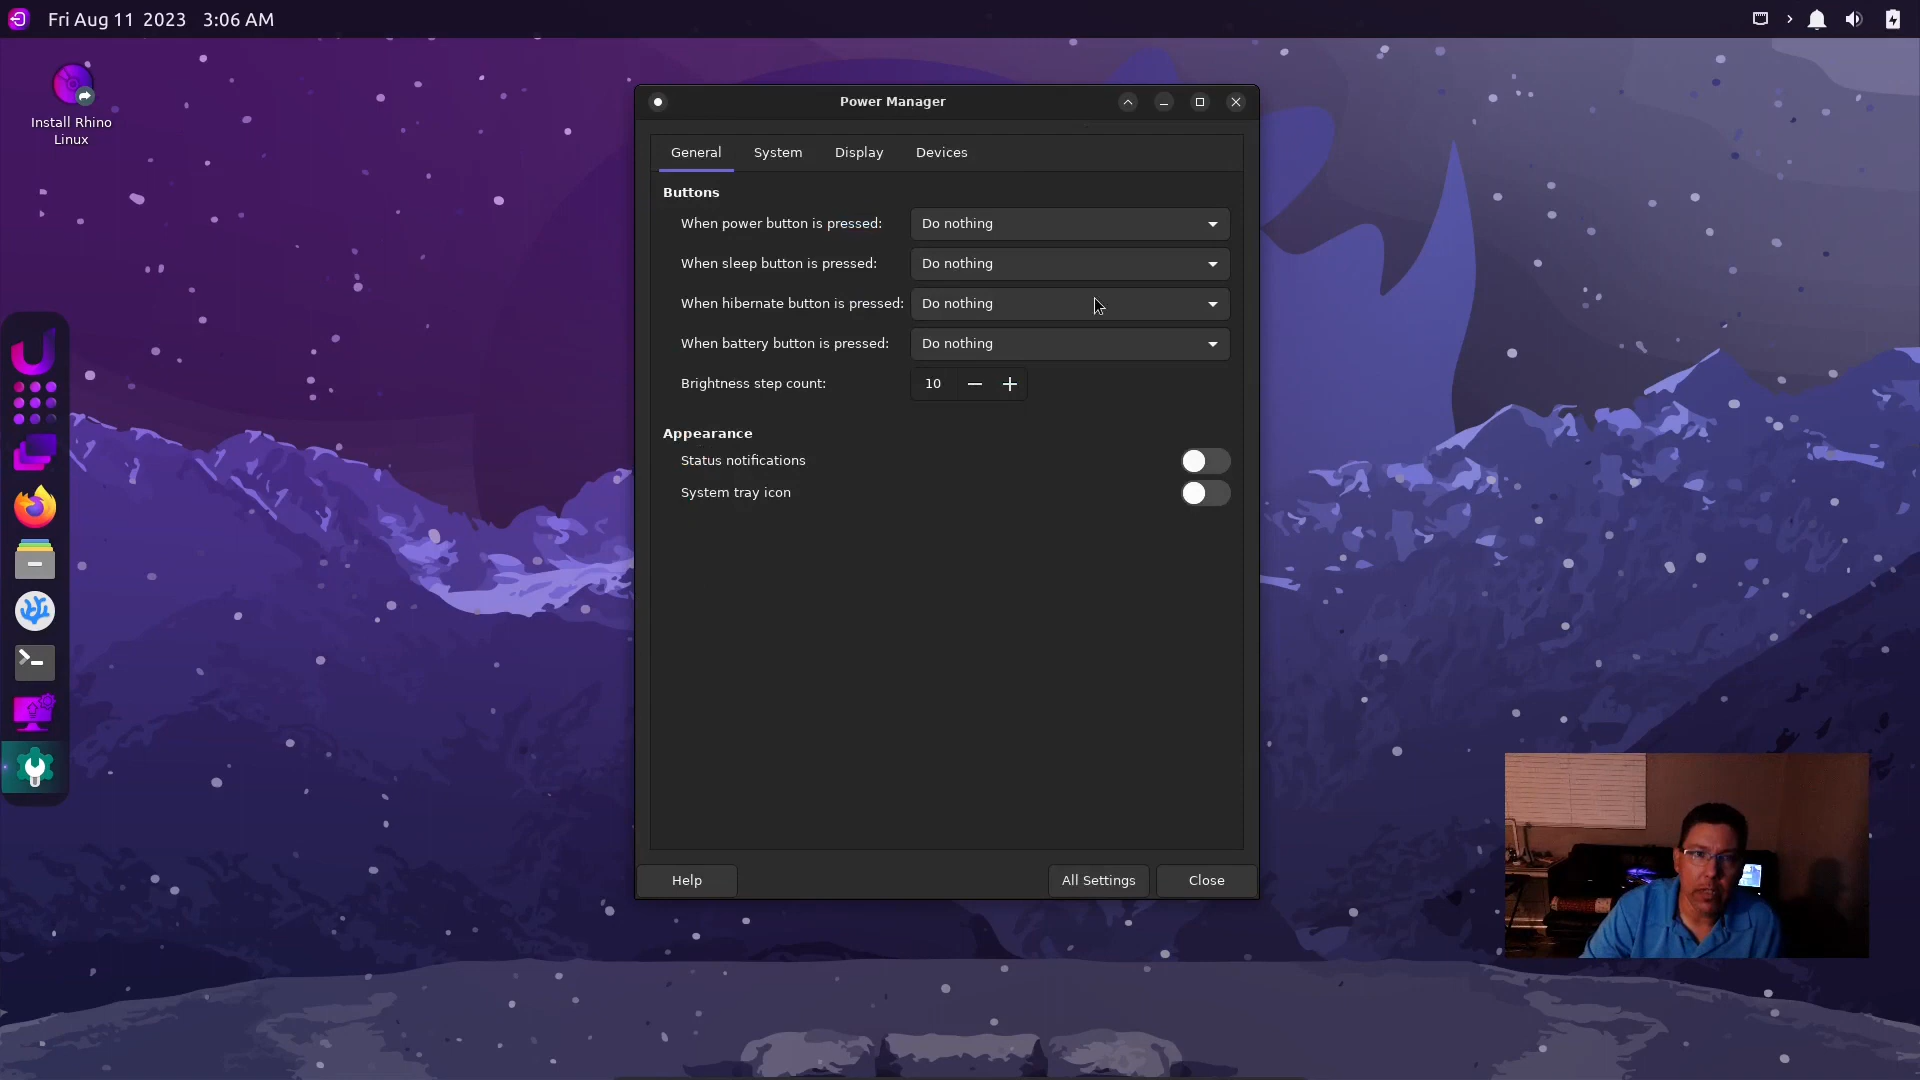 Fri Aug 11 2023 3:06 AM
Install Rhino
Linux
Power Manager
General System Display Devices
Buttons
When power button is pressed: Do nothing
When sleep button is pressed: Do nothing
When hibernate button is pressed: Do nothing
When battery button is pressed: Do nothing
Brightness step count: 10
Appearance
Status notifications
System tray icon
Help All Settings Close